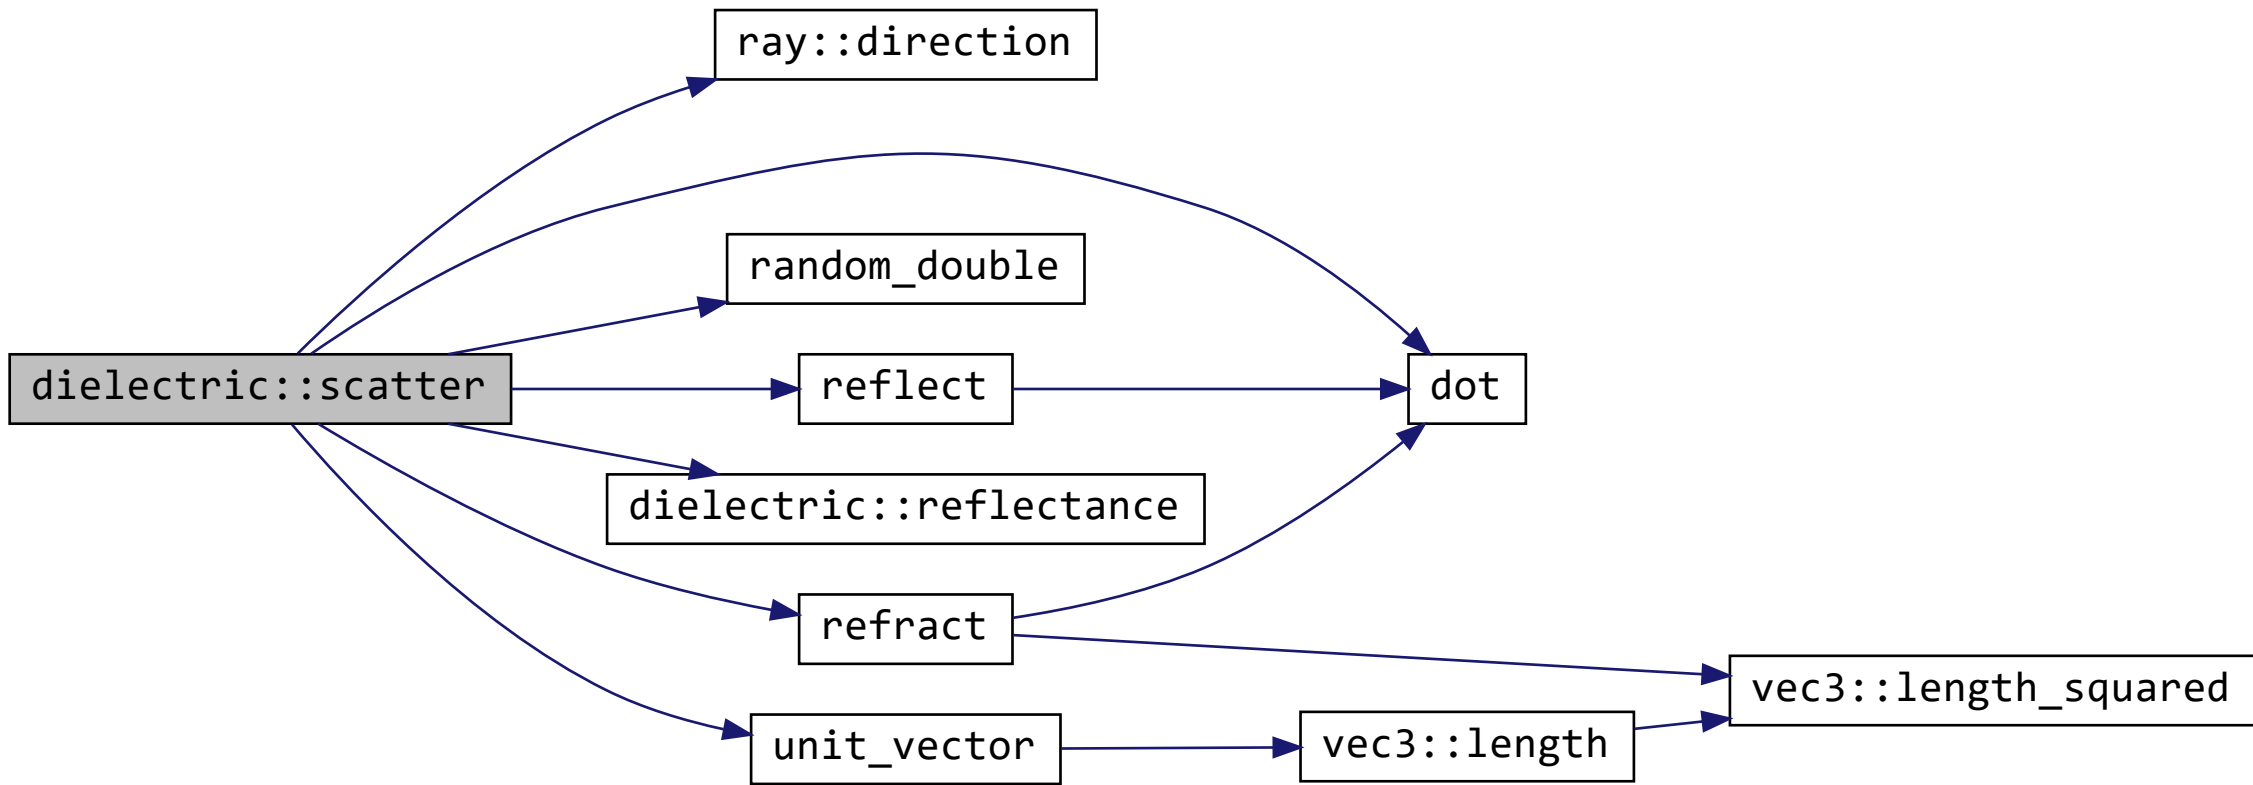 ray::direction
random_double
dielectric::scatter
reflect
dot
dielectric::reflectance
refract
vec3::length_squared
unit_vector
vec3::length